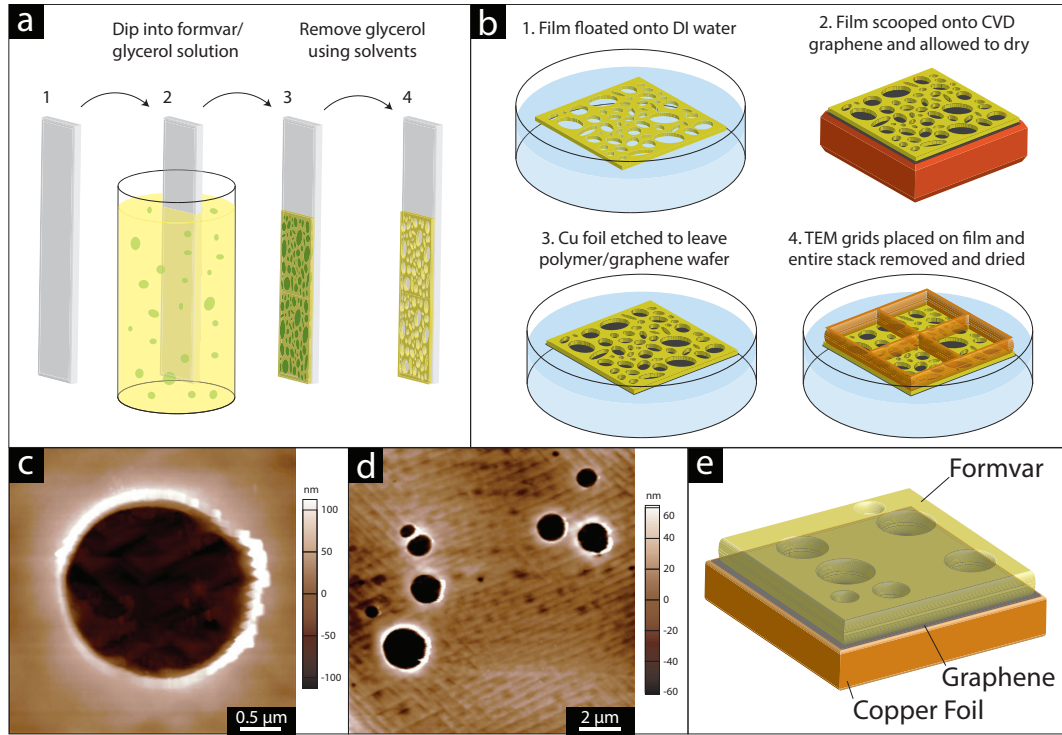 a
Dip into formvar/
glycerol solution
Remove glycerol
using solvents
1
2
3
4
b
1. Film floated onto DI water
2. Film scooped onto CVD
graphene and allowed to dry
3. Cu foil etched to leave
polymer/graphene wafer
4. TEM grids placed on film and
entire stack removed and dried
c
nm
100
50
0
-50
-100
0.5 μm
d
nm
60
40
20
0
-20
-40
-60
2 μm
e
Formvar
Graphene
Copper Foil